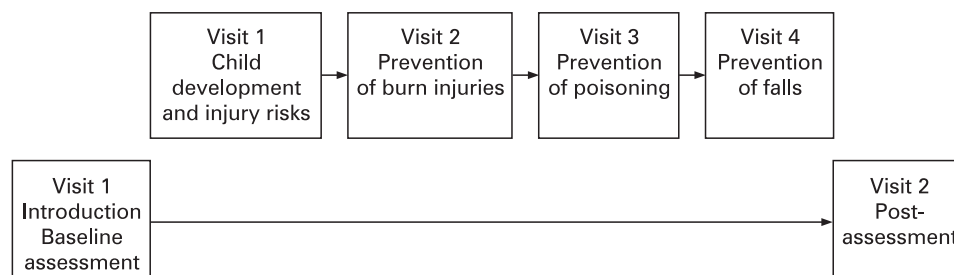 Visit 1
Child
development
and injury risks
Visit 2
Prevention
of burn injuries
Visit 3
Prevention
of poisoning
Visit 4
Prevention
of falls
Visit 1
Introduction
Baseline
assessment
Visit 2
Post-
assessment